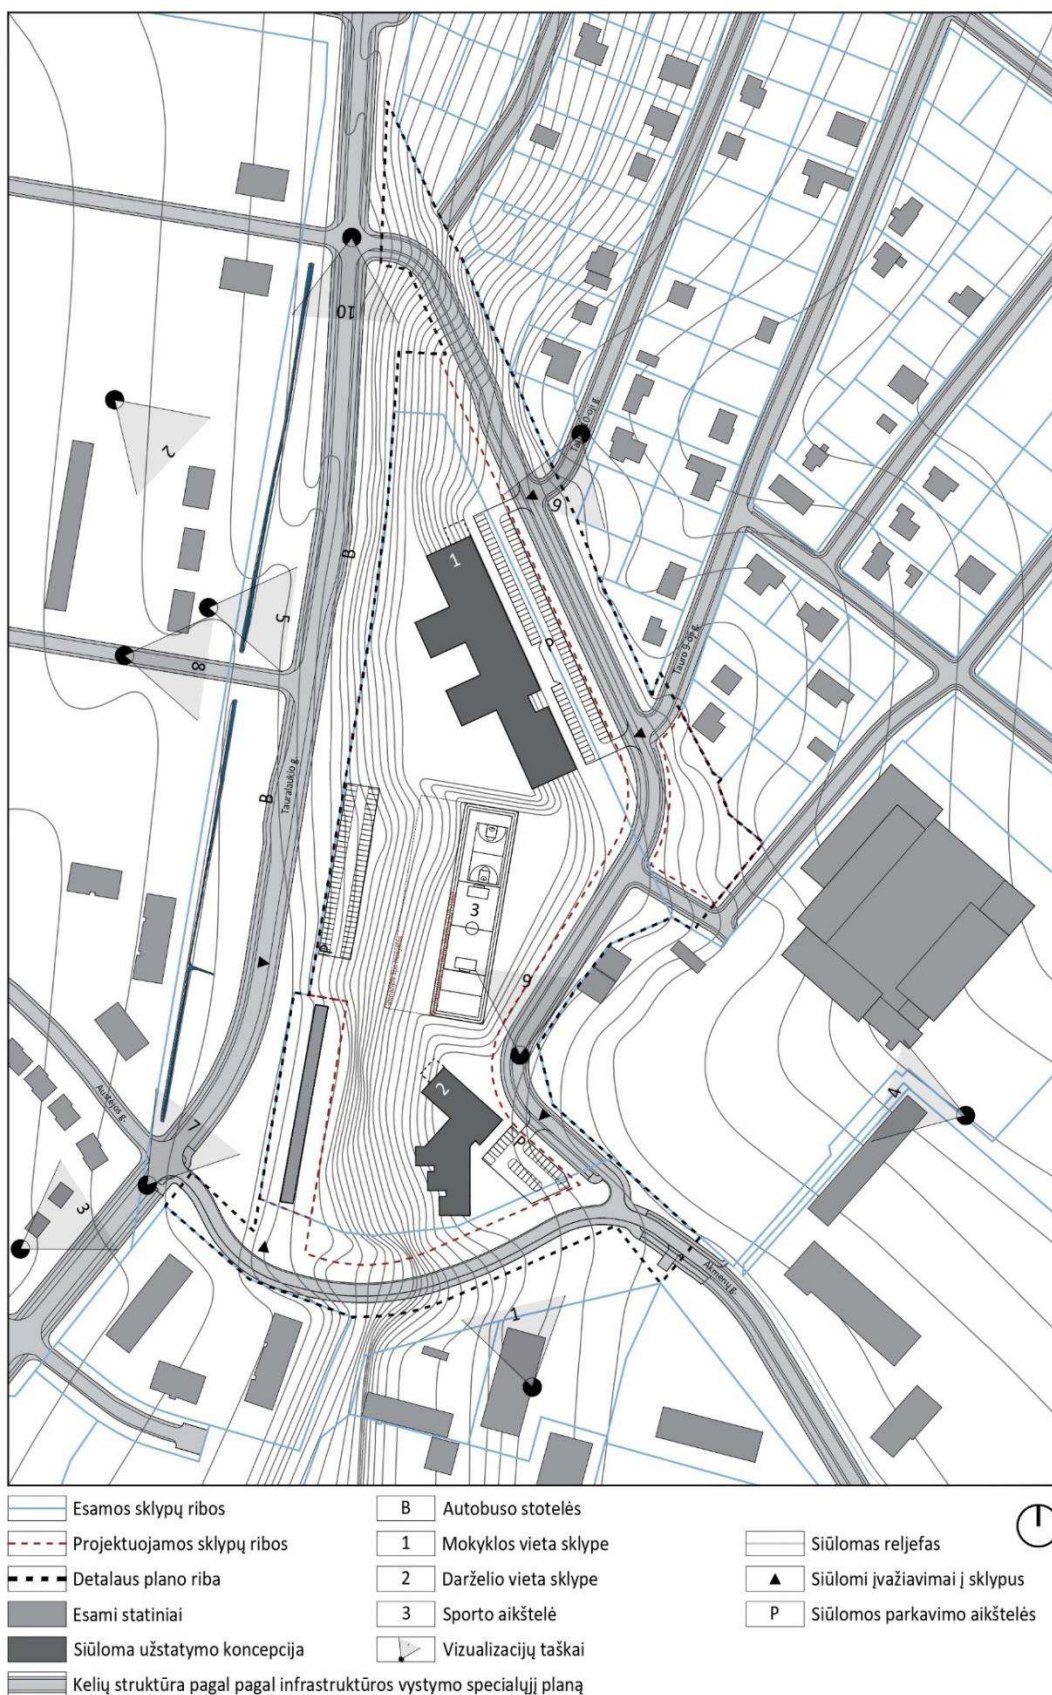 10
2
9
1
B
P
5
8
Tauro 9-oji g.
Tauralaukio g.
B
3
P
6
2
4
P
Austėjos g.
7
3
Akmenų g.
1
Esamos sklypų ribos
Projektuojamos sklypų ribos
Detalaus plano riba
Esami statiniai
Siūloma užstatymo koncepcija
Kelių struktūra pagal pagal infrastruktūros vystymo specialųjį planą
B Autobuso stotelės
1 Mokyklos vieta sklype
2 Darželio vieta sklype
3 Sporto aikštelė
Vizualizacijų taškai
Siūlomas reljefas
Siūlomi įvažiavimai į sklypus
P Siūlomos parkavimo aikštelės